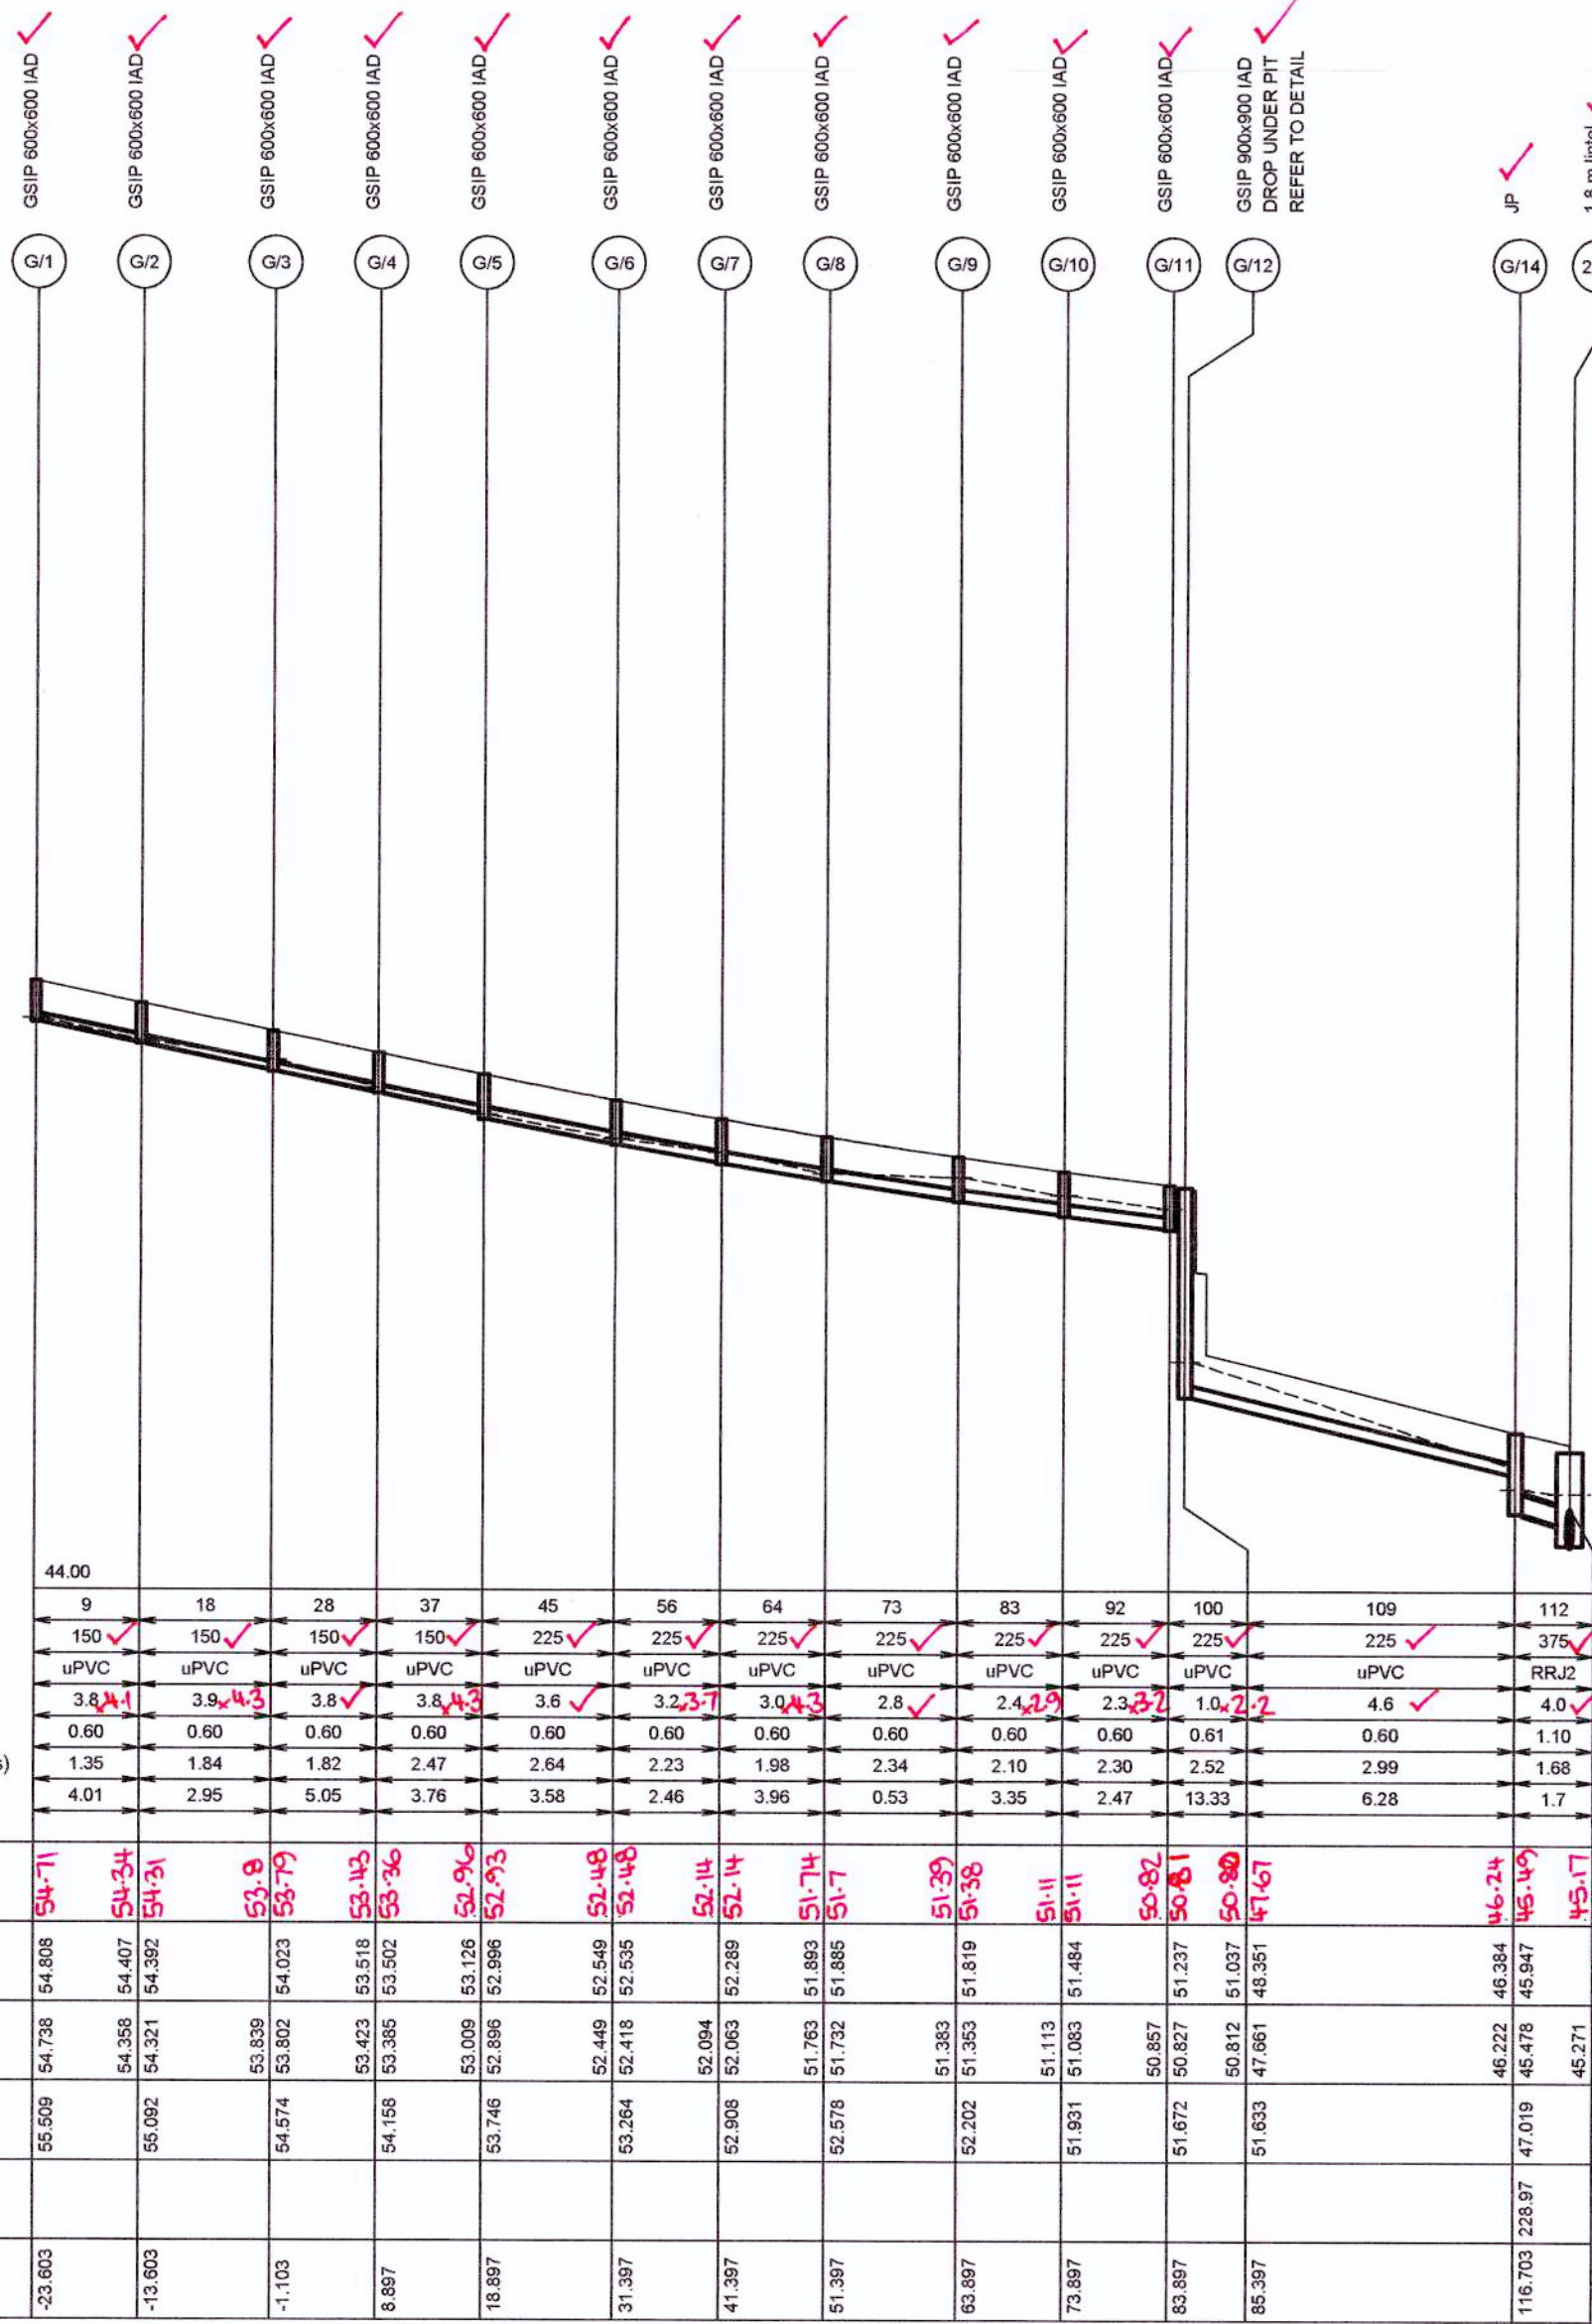 GSIP 600x600 IAD ✓
GSIP 600x600 IAD ✓
GSIP 600x600 IAD ✓
GSIP 600x600 IAD ✓
GSIP 600x600 IAD ✓
GSIP 600x600 IAD ✓
GSIP 600x600 IAD ✓
GSIP 600x600 IAD ✓
GSIP 600x600 IAD ✓
GSIP 600x600 IAD ✓
GSIP 600x600 IAD ✓
GSIP 900x900 IAD ✓
DROP UNDER PIT
REFER TO DETAIL
JP ✓
1.8 m lintel
G/1 G/2 G/3 G/4 G/5 G/6 G/7 G/8 G/9 G/10 G/11 G/12 G/14 2
44.00
9 18 28 37 45 56 64 73 83 92 100 109 112
150 ✓ 150 ✓ 150 ✓ 150 ✓ 225 ✓ 225 ✓ 225 ✓ 225 ✓ 225 ✓ 225 ✓ 225 ✓ 225 ✓ 375 ✓
uPVC uPVC uPVC uPVC uPVC uPVC uPVC uPVC uPVC uPVC uPVC uPVC RRJ2
3.8 x 4.1 3.9 x 4.3 3.8 ✓ 3.8 x 4.3 3.6 ✓ 3.2 x 3.7 3.0 x 4.3 2.8 ✓ 2.4 x 2.9 2.3 x 3.2 1.0 x 2.2 4.6 ✓ 4.0 ✓
0.60 0.60 0.60 0.60 0.60 0.60 0.60 0.60 0.60 0.60 0.61 0.60 1.10
s) 1.35 1.84 1.82 2.47 2.64 2.23 1.98 2.34 2.10 2.30 2.52 2.99 1.68
4.01 2.95 5.05 3.76 3.58 2.46 3.96 0.53 3.35 2.47 13.33 6.28 1.7
54.71 54.34 54.31 53.8 53.79 53.43 53.36 52.96 52.93 52.48 52.48 52.14 52.14 51.74 51.7 51.39 51.38 51.11 51.11 50.82 50.81 50.80 47.67 46.24 45.49 45.17
54.808 54.407 54.392 54.023 53.518 53.502 53.126 52.996 52.549 52.535 52.289 51.893 51.885 51.819 51.484 51.237 51.037 48.351 46.384 45.947
54.738 54.358 54.321 53.839 53.802 53.423 53.385 53.009 52.896 52.449 52.418 52.094 52.063 51.763 51.732 51.383 51.353 51.113 51.083 50.857 50.827 50.812 47.661 46.222 45.478 45.271
55.509 55.092 54.574 54.158 53.746 53.264 52.908 52.578 52.202 51.931 51.672 51.633 47.019
228.97
-23.603 -13.603 -1.103 8.897 18.897 31.397 41.397 51.397 63.897 73.897 83.897 85.397 116.703